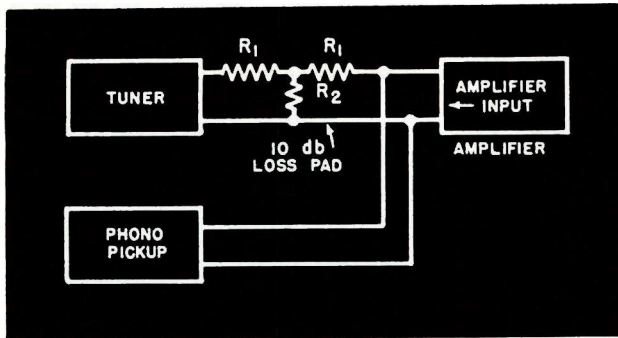 R1
R1
TUNER
R2
AMPLIFIER
INPUT
10 db
LOSS PAD
AMPLIFIER
PHONO
PICKUP